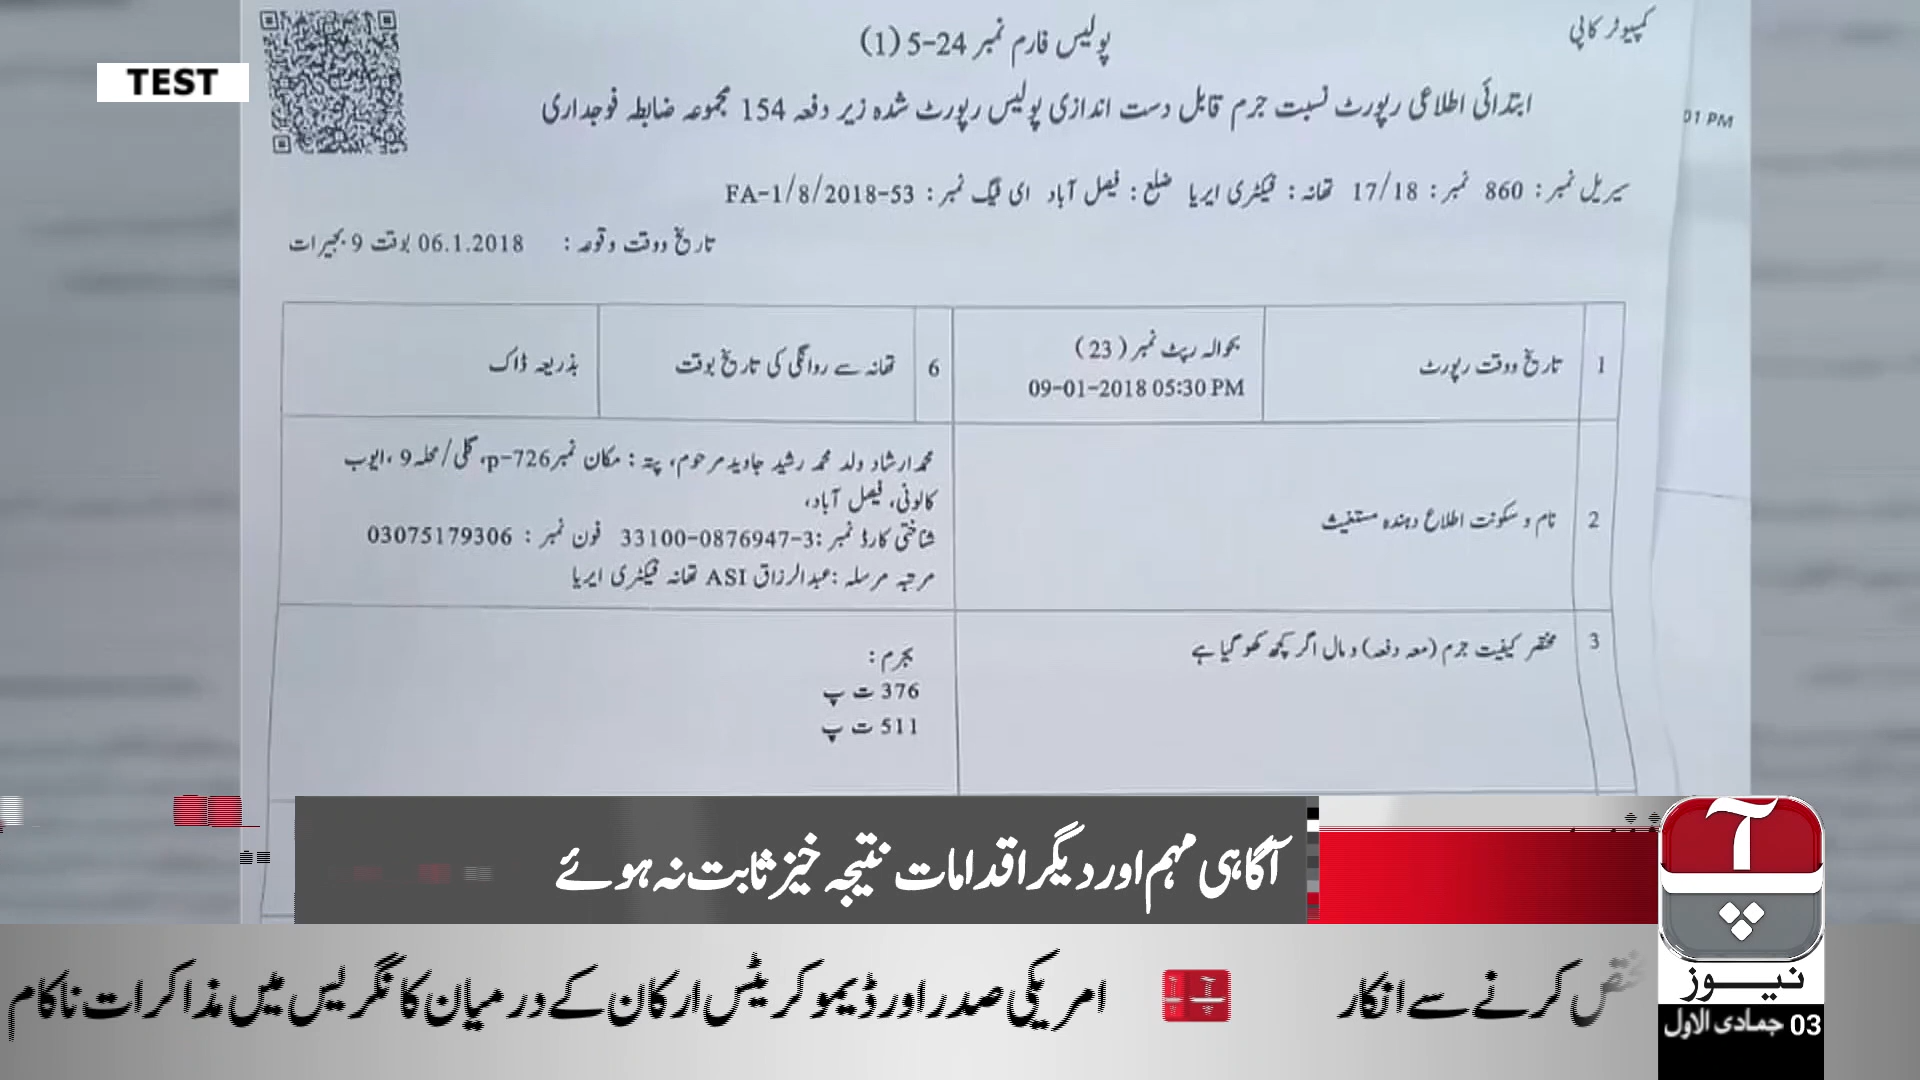 TEST
کمپیوٹر کاپی
پولیس فارم نمبر 24-5 (1)
ابتدائی اطلاعی رپورٹ نسبت جرم قابل دست اندازی پولیس رپورٹ شدہ زیر دفعہ 154 مجموعہ ضابطہ فوجداری
01 PM
سیریل نمبر: 860 نمبر: 17/18 تھانہ: فیکٹری ایریا ضلع: فیصل آباد ای ٹیگ نمبر: FA-1/8/2018-53
تاریخ ووقت وقوعہ: 06.1.2018 بوقت 9 بجے رات
1 تاریخ ووقت رپورٹ
بحوالہ رپٹ نمبر (23)
09-01-2018 05:30 PM
6 تھانہ سے روانگی کی تاریخ بوقت
بذریعہ ڈاک
2 نام و سکونت اطلاع دہندہ مستغیث
محمد ارشاد ولد محمد رشید جاوید مرحوم، پتہ: مکان نمبر p-726، گلی/محلہ 9، ایوب
کالونی، فیصل آباد،
شناختی کارڈ نمبر: 33100-0876947-3 فون نمبر: 03075179306
مرتبہ مرسلہ: عبدالرزاق ASI تھانہ فیکٹری ایریا
3 مختصر کیفیت جرم (معہ دفعہ) و مال اگر کچھ کھو گیا ہے
بجرم:
376 ت پ
511 ت پ
آگاہی مہم اور دیگر اقدامات نتیجہ خیز ثابت نہ ہوئے
کرنے سے انکار
امریکی صدر اور ڈیموکریٹس ارکان کے درمیان کانگریس میں مذاکرات ناکام
آپ
نیوز
03 جمادی الاول